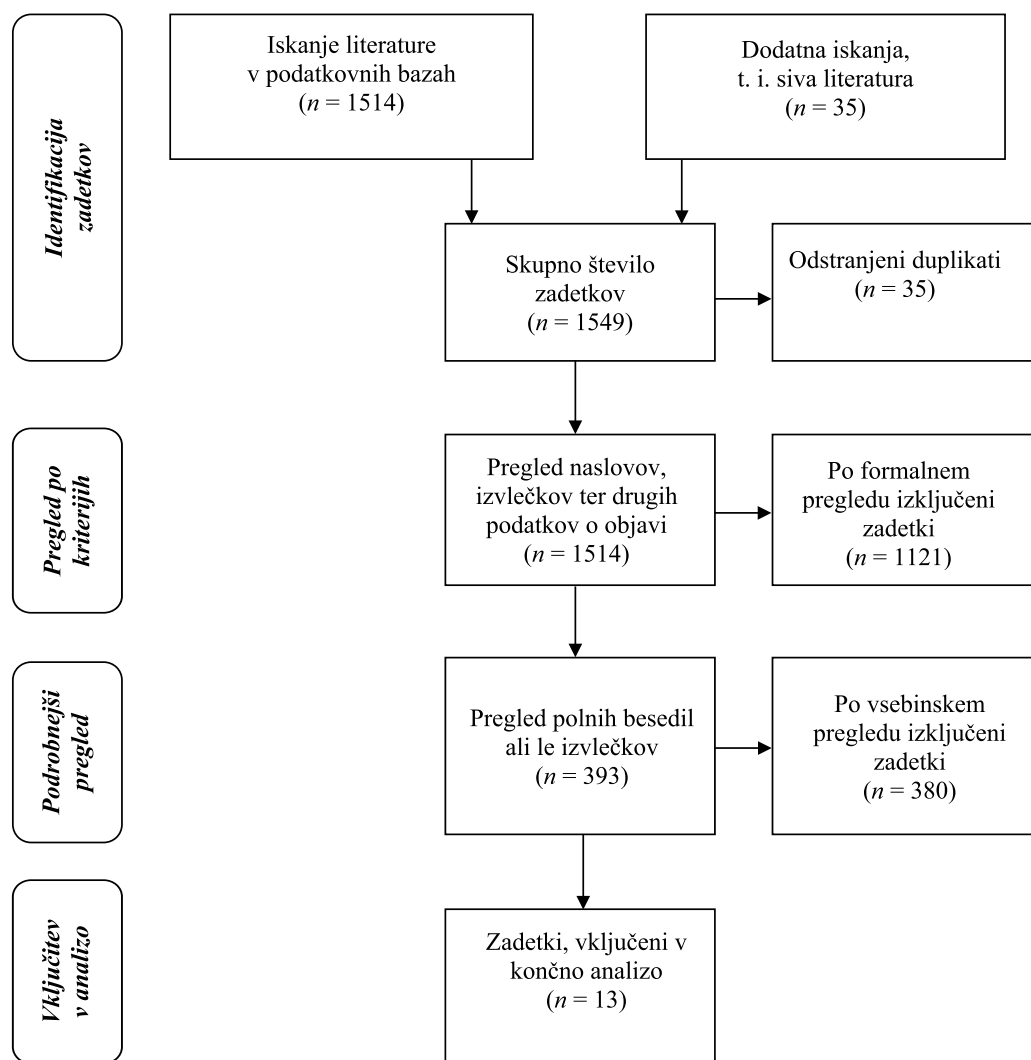 Identifikacija
zadetkov
Iskanje literature
v podatkovnih bazah
(n = 1514)
Dodatna iskanja,
t. i. siva literatura
(n = 35)
Skupno število
zadetkov
(n = 1549)
Odstranjeni duplikati
(n = 35)
Pregled po
kriterijih
Pregled naslovov,
izvlečkov ter drugih
podatkov o objavi
(n = 1514)
Po formalnem
pregledu izključeni
zadetki
(n = 1121)
Podrobnejši
pregled
Pregled polnih besedil
ali le izvlečkov
(n = 393)
Po vsebinskem
pregledu izključeni
zadetki
(n = 380)
Vključitev
v analizo
Zadetki, vključeni v
končno analizo
(n = 13)